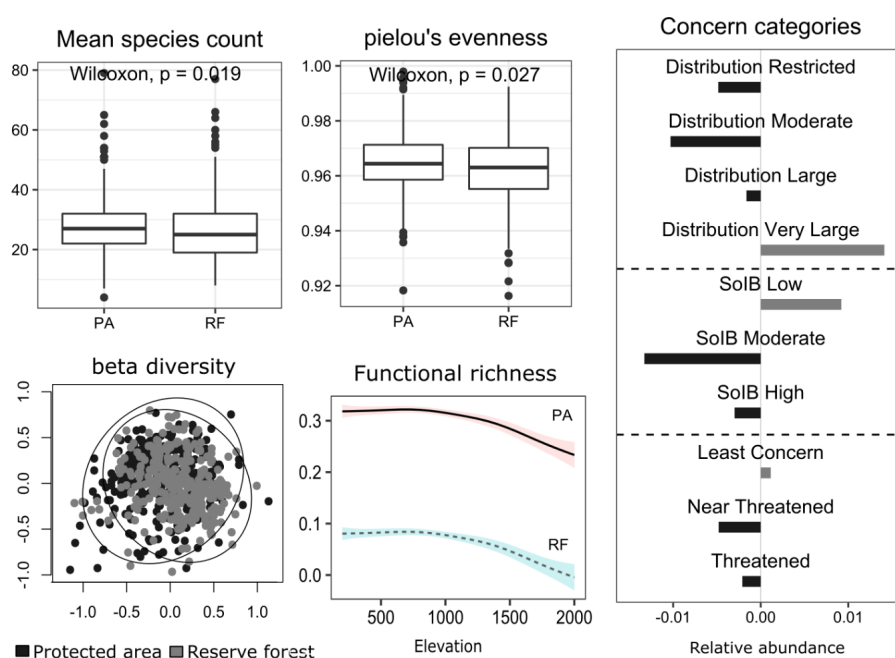 Mean species count
Wilcoxon, p = 0.019
80
60
40
20
PA RF
pielou's evenness
Wilcoxon, p = 0.027
1.00
0.98
0.96
0.94
0.92
PA RF
beta diversity
1.0
0.5
0.0
-0.5
-1.0
-1.0 -0.5 0.0 0.5 1.0
Protected area Reserve forest
Functional richness
PA
RF
0.3
0.2
0.1
0.0
500 1000 1500 2000
Elevation
Concern categories
Distribution Restricted
Distribution Moderate
Distribution Large
Distribution Very Large
SoIB Low
SoIB Moderate
SoIB High
Least Concern
Near Threatened
Threatened
-0.01 0.00 0.01
Relative abundance